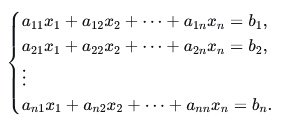 a₁₁x₁ + a₁₂x₂ + ⋯ + a₁ₙxₙ = b₁,
a₂₁x₁ + a₂₂x₂ + ⋯ + a₂ₙxₙ = b₂,
⋮
aₙ₁x₁ + aₙ₂x₂ + ⋯ + aₙₙxₙ = bₙ.